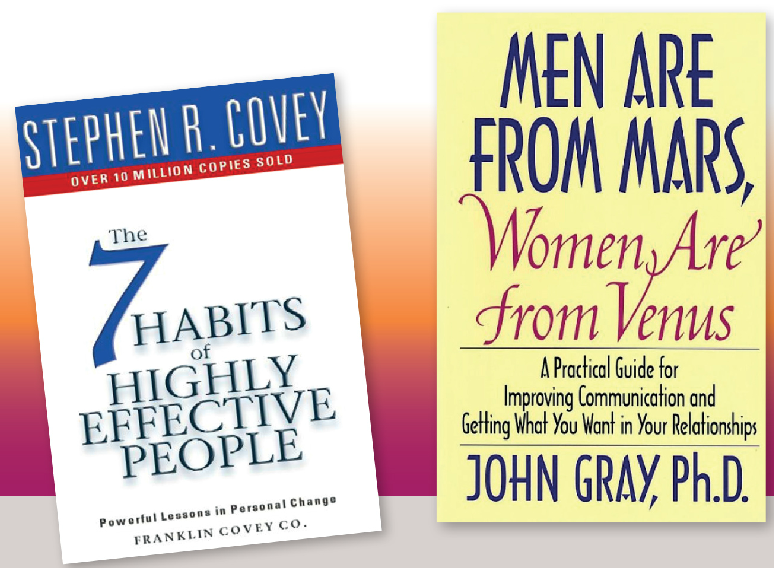 STEPHEN R. COVEY
OVER 10 MILLION COPIES SOLD
The
7 HABITS
of
HIGHLY
EFFECTIVE
PEOPLE
Powerful Lessons in Personal Change
FRANKLIN COVEY CO.
MEN ARE
FROM MARS,
Women Are
from Venus
A Practical Guide for
Improving Communication and
Getting What You Want in Your Relationships
JOHN GRAY, Ph.D.